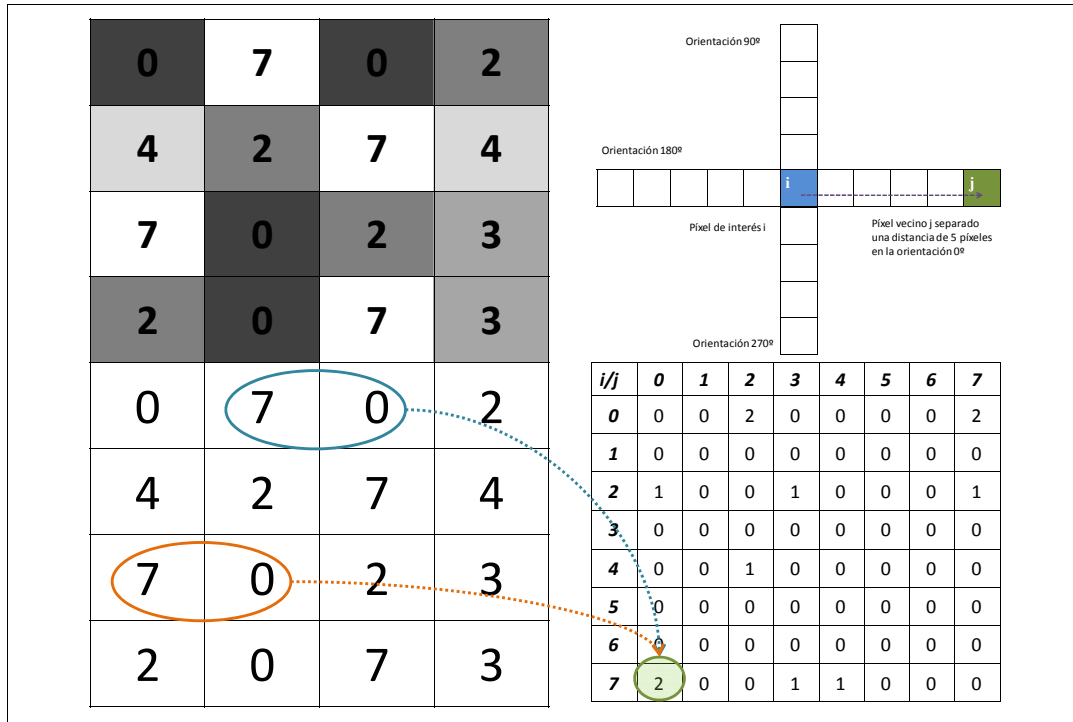 0 7 0 2
4 2 7 4
7 0 2 3
2 0 7 3
0 7 0 2
4 2 7 4
7 0 2 3
2 0 7 3
Orientación 90º
Orientación 180º
i
j
Píxel de interés i
Píxel vecino j separado
una distancia de 5 píxeles
en la orientación 0º
Orientación 270º
i/j 0 1 2 3 4 5 6 7
0 0 0 2 0 0 0 0 2
1 0 0 0 0 0 0 0 0
2 1 0 0 1 0 0 0 1
3 0 0 0 0 0 0 0 0
4 0 0 1 0 0 0 0 0
5 0 0 0 0 0 0 0 0
6 0 0 0 0 0 0 0 0
7 2 0 0 1 1 0 0 0